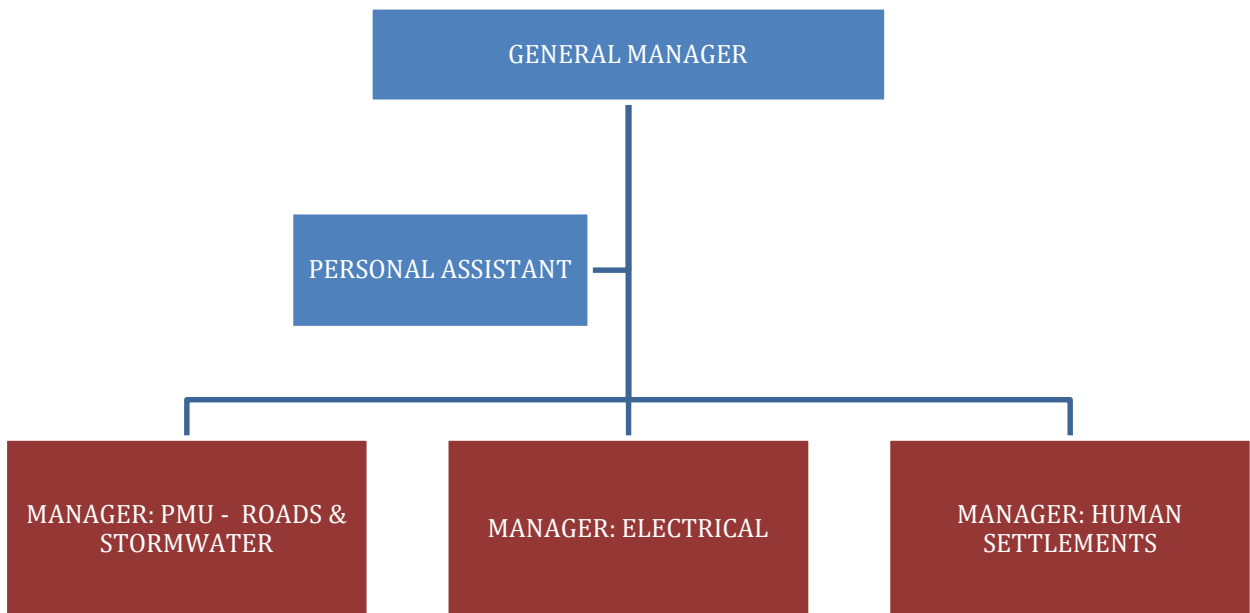 GENERAL MANAGER
PERSONAL ASSISTANT
MANAGER: PMU - ROADS &
STORMWATER
MANAGER: ELECTRICAL
MANAGER: HUMAN
SETTLEMENTS